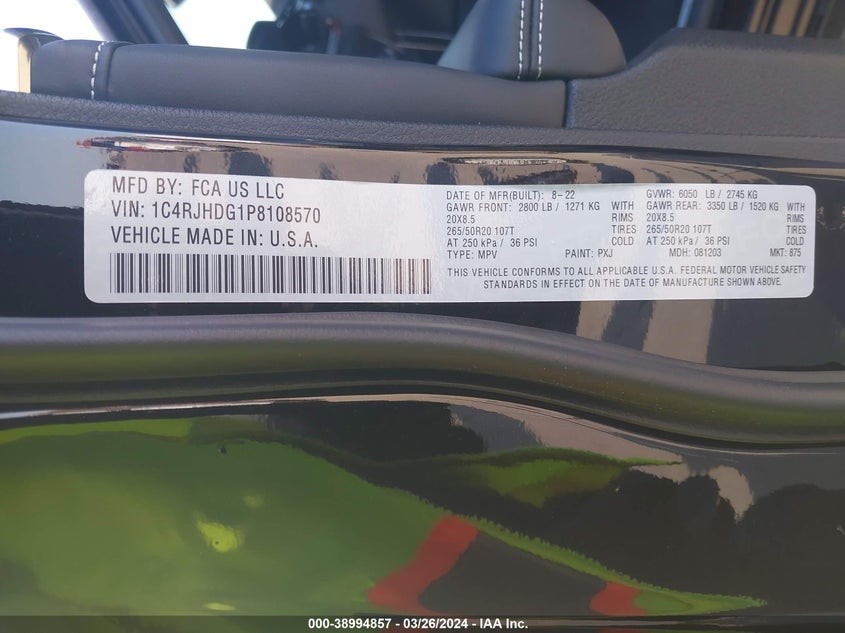 MFD BY: FCA US LLC
VIN: 1C4RJHDG1P8108570
VEHICLE MADE IN: U.S.A.
DATE OF MFR(BUILT): 8-22 GVWR: 6050 LB / 2745 KG
GAWR FRONT: 2800 LB / 1271 KG WITH GAWR REAR: 3350 LB / 1520 KG WITH
20X8.5 RIMS 20X8.5 RIMS
265/50R20 107T TIRES 265/50R20 107T TIRES
AT 250 kPa / 36 PSI COLD AT 250 kPa / 36 PSI COLD
TYPE: MPV PAINT: PXJ MDH: 081203 MKT: 875
THIS VEHICLE CONFORMS TO ALL APPLICABLE U.S.A. FEDERAL MOTOR VEHICLE SAFETY
STANDARDS IN EFFECT ON THE DATE OF MANUFACTURE SHOWN ABOVE.
000-38994857 - 03/26/2024 - IAA Inc.